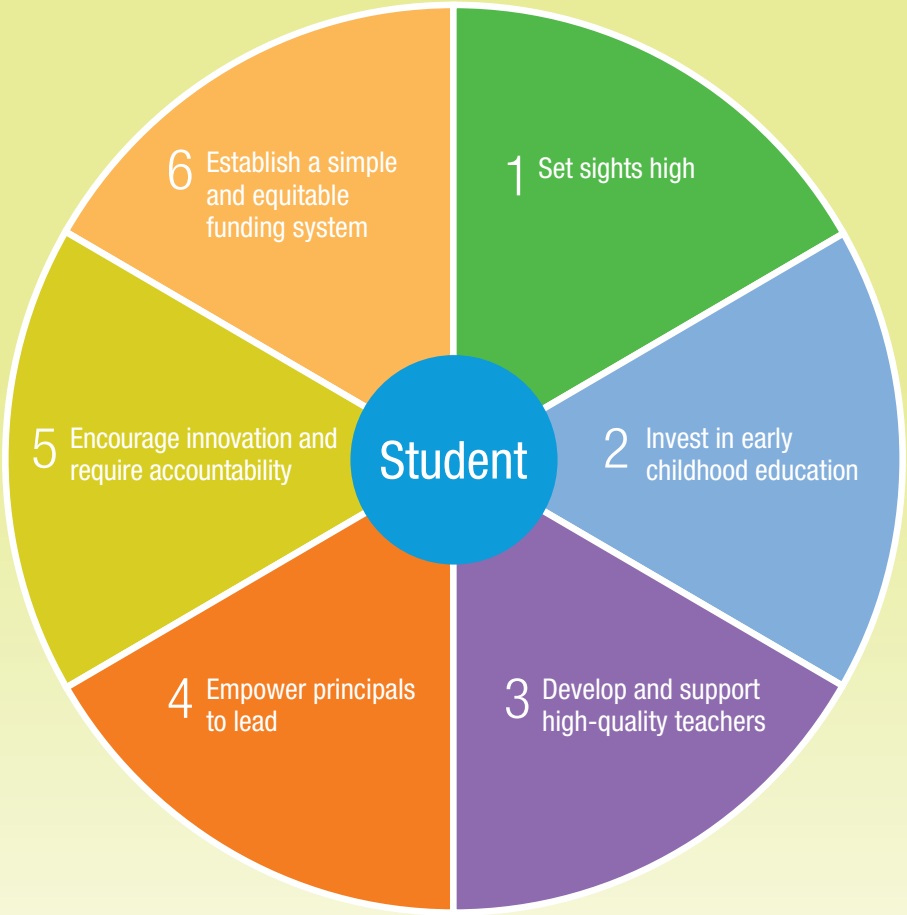 1 Set sights high
2 Invest in early
childhood education
3 Develop and support
high-quality teachers
4 Empower principals
to lead
5 Encourage innovation and
require accountability
6 Establish a simple
and equitable
funding system
Student